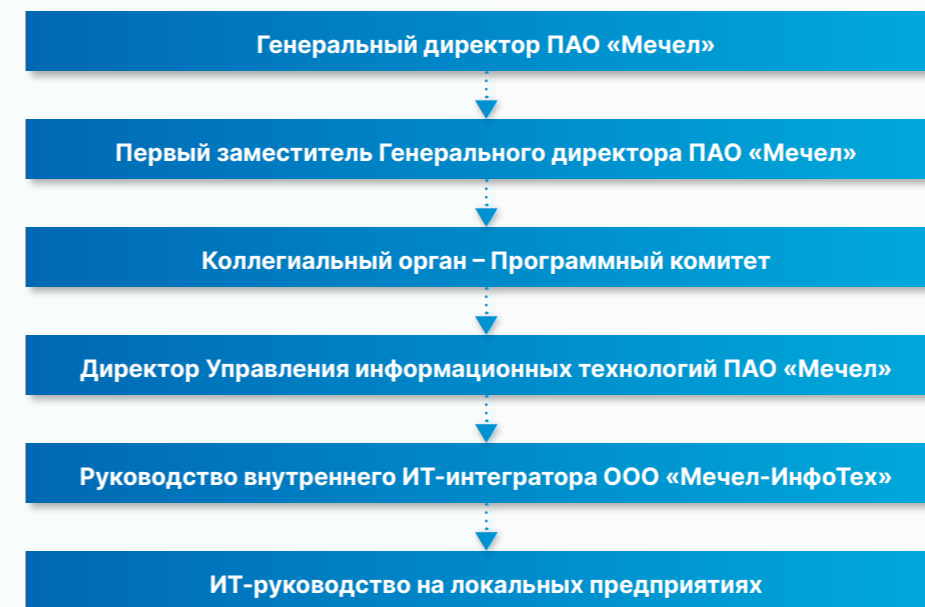 Генеральный директор ПАО «Мечел»
Первый заместитель Генерального директора ПАО «Мечел»
Коллегиальный орган – Программный комитет
Директор Управления информационных технологий ПАО «Мечел»
Руководство внутреннего ИТ-интегратора ООО «Мечел-ИнфоТех»
ИТ-руководство на локальных предприятиях